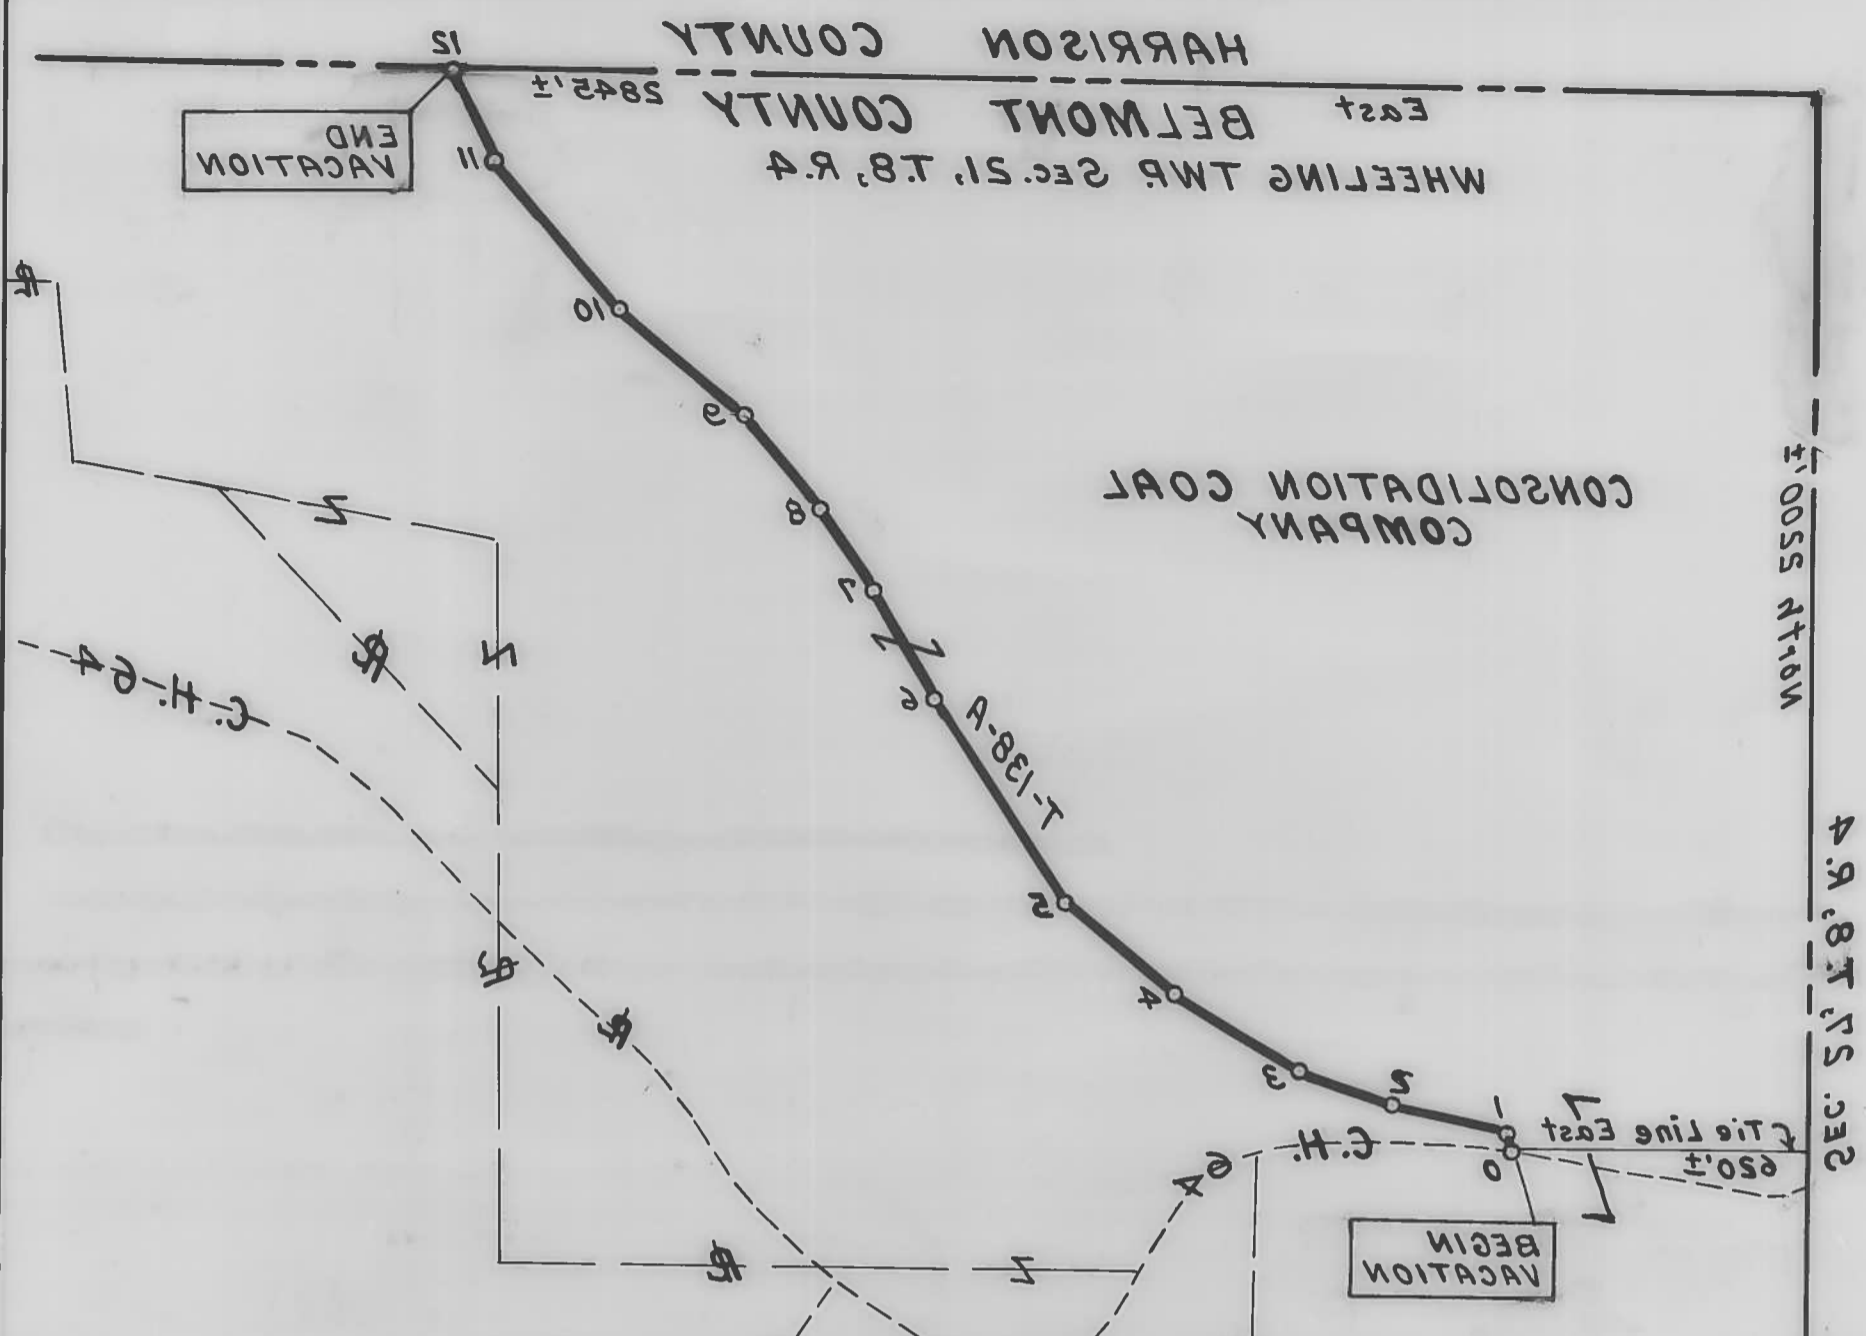 HARRISON COUNTY
12
East 2845'±
BELMONT COUNTY
WHEELING TWP. SEC. 21, T.8, R.4
END
VACATION
11
10
9
8
7
6
5
4
3
2
1
0
CONSOLIDATION COAL
COMPANY
North 2200'±
T-138-A
C.H. 64
SEC. 27, T.8, R.4
Tie Line East
620'±
C.H. 64
BEGIN
VACATION